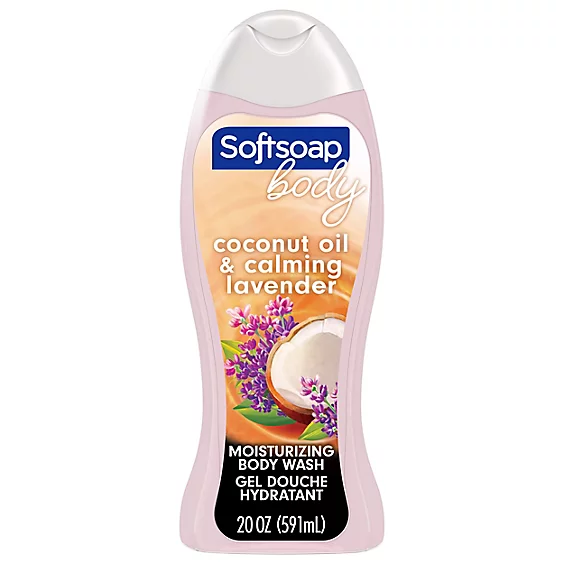 Softsoap
body
coconut oil
& calming
lavender
MOISTURIZING
BODY WASH
GEL DOUCHE
HYDRATANT
20 OZ (591mL)